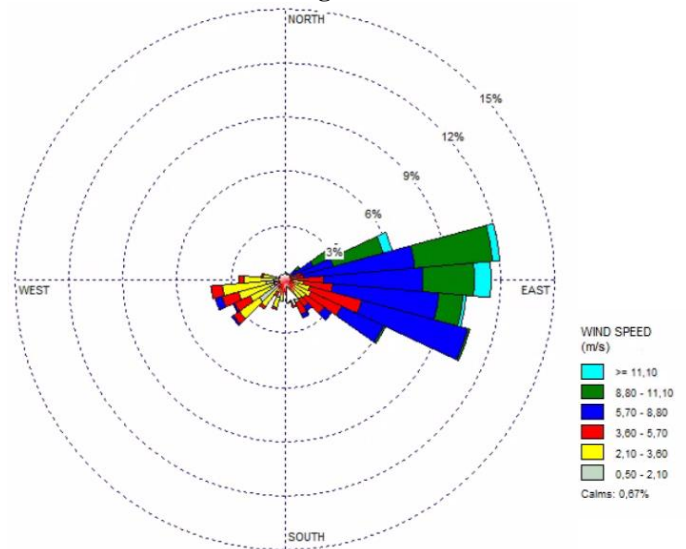 NORTH
15%
12%
9%
6%
3%
WEST
EAST
SOUTH
WIND SPEED
(m/s)
>= 11,10
8,80 - 11,10
5,70 - 8,80
3,60 - 5,70
2,10 - 3,60
0,50 - 2,10
Calms: 0,67%